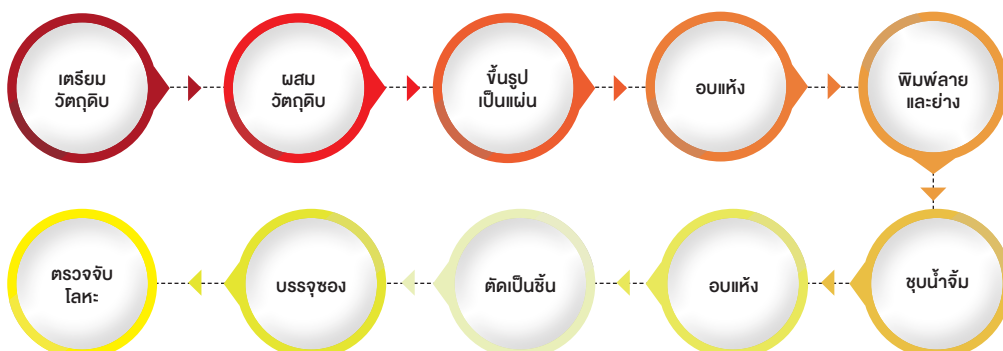 เตรียม
วัตถุดิบ
ผสม
วัตถุดิบ
ขึ้นรูป
เป็นแผ่น
อบแห้ง
พิมพ์ลาย
และย่าง
ชุบน้ำจิ้ม
อบแห้ง
ตัดเป็นชิ้น
บรรจุซอง
ตรวจจับ
โลหะ